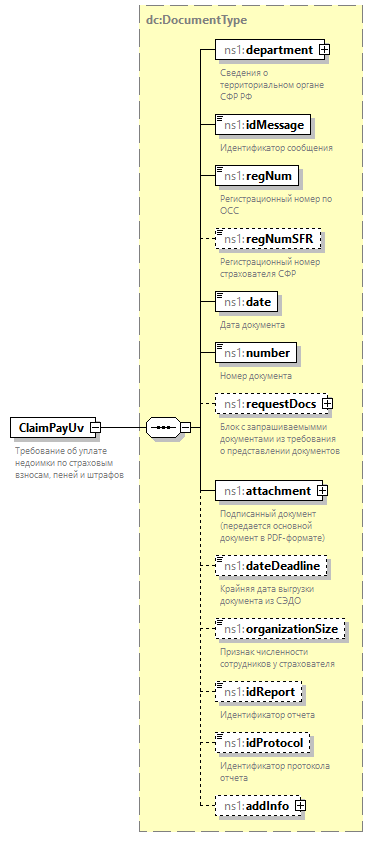 dc:DocumentType
ns1:department
Сведения о
территориальном органе
СФР РФ
ns1:idMessage
Идентификатор сообщения
ns1:regNum
Регистрационный номер по
ОСС
ns1:regNumSFR
Регистрационный номер
страхователя СФР
ns1:date
Дата документа
ns1:number
Номер документа
ns1:requestDocs
Блок с запрашиваемымми
документами из требования
о представлении документов
ClaimPayUv
Требование об уплате
недоимки по страховым
взносам, пеней и штрафов
ns1:attachment
Подписанный документ
(передается основной
документ в PDF-формате)
ns1:dateDeadline
Крайняя дата выгрузки
документа из СЭДО
ns1:organizationSize
Признак численности
сотрудников у страхователя
ns1:idReport
Идентификатор отчета
ns1:idProtocol
Идентификатор протокола
отчета
ns1:addInfo